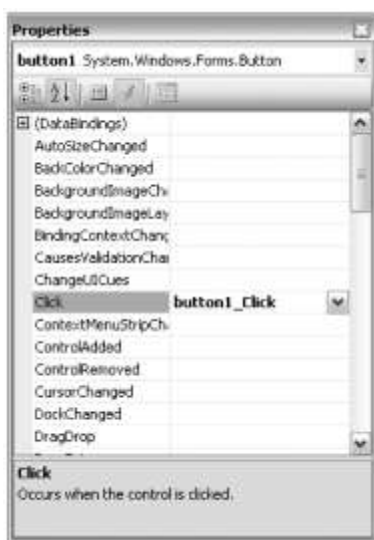 Properties
button1 System.Windows.Forms.Button
(DataBindings)
AutoSizeChanged
BackColorChanged
BackgroundImageCh
BackgroundImageLay
BindingContextChang
CausesValidationChan
ChangeUICues
Click button1_Click
ContextMenuStripCh
ControlAdded
ControlRemoved
CursorChanged
DockChanged
DragDrop
Click
Occurs when the control is clicked.